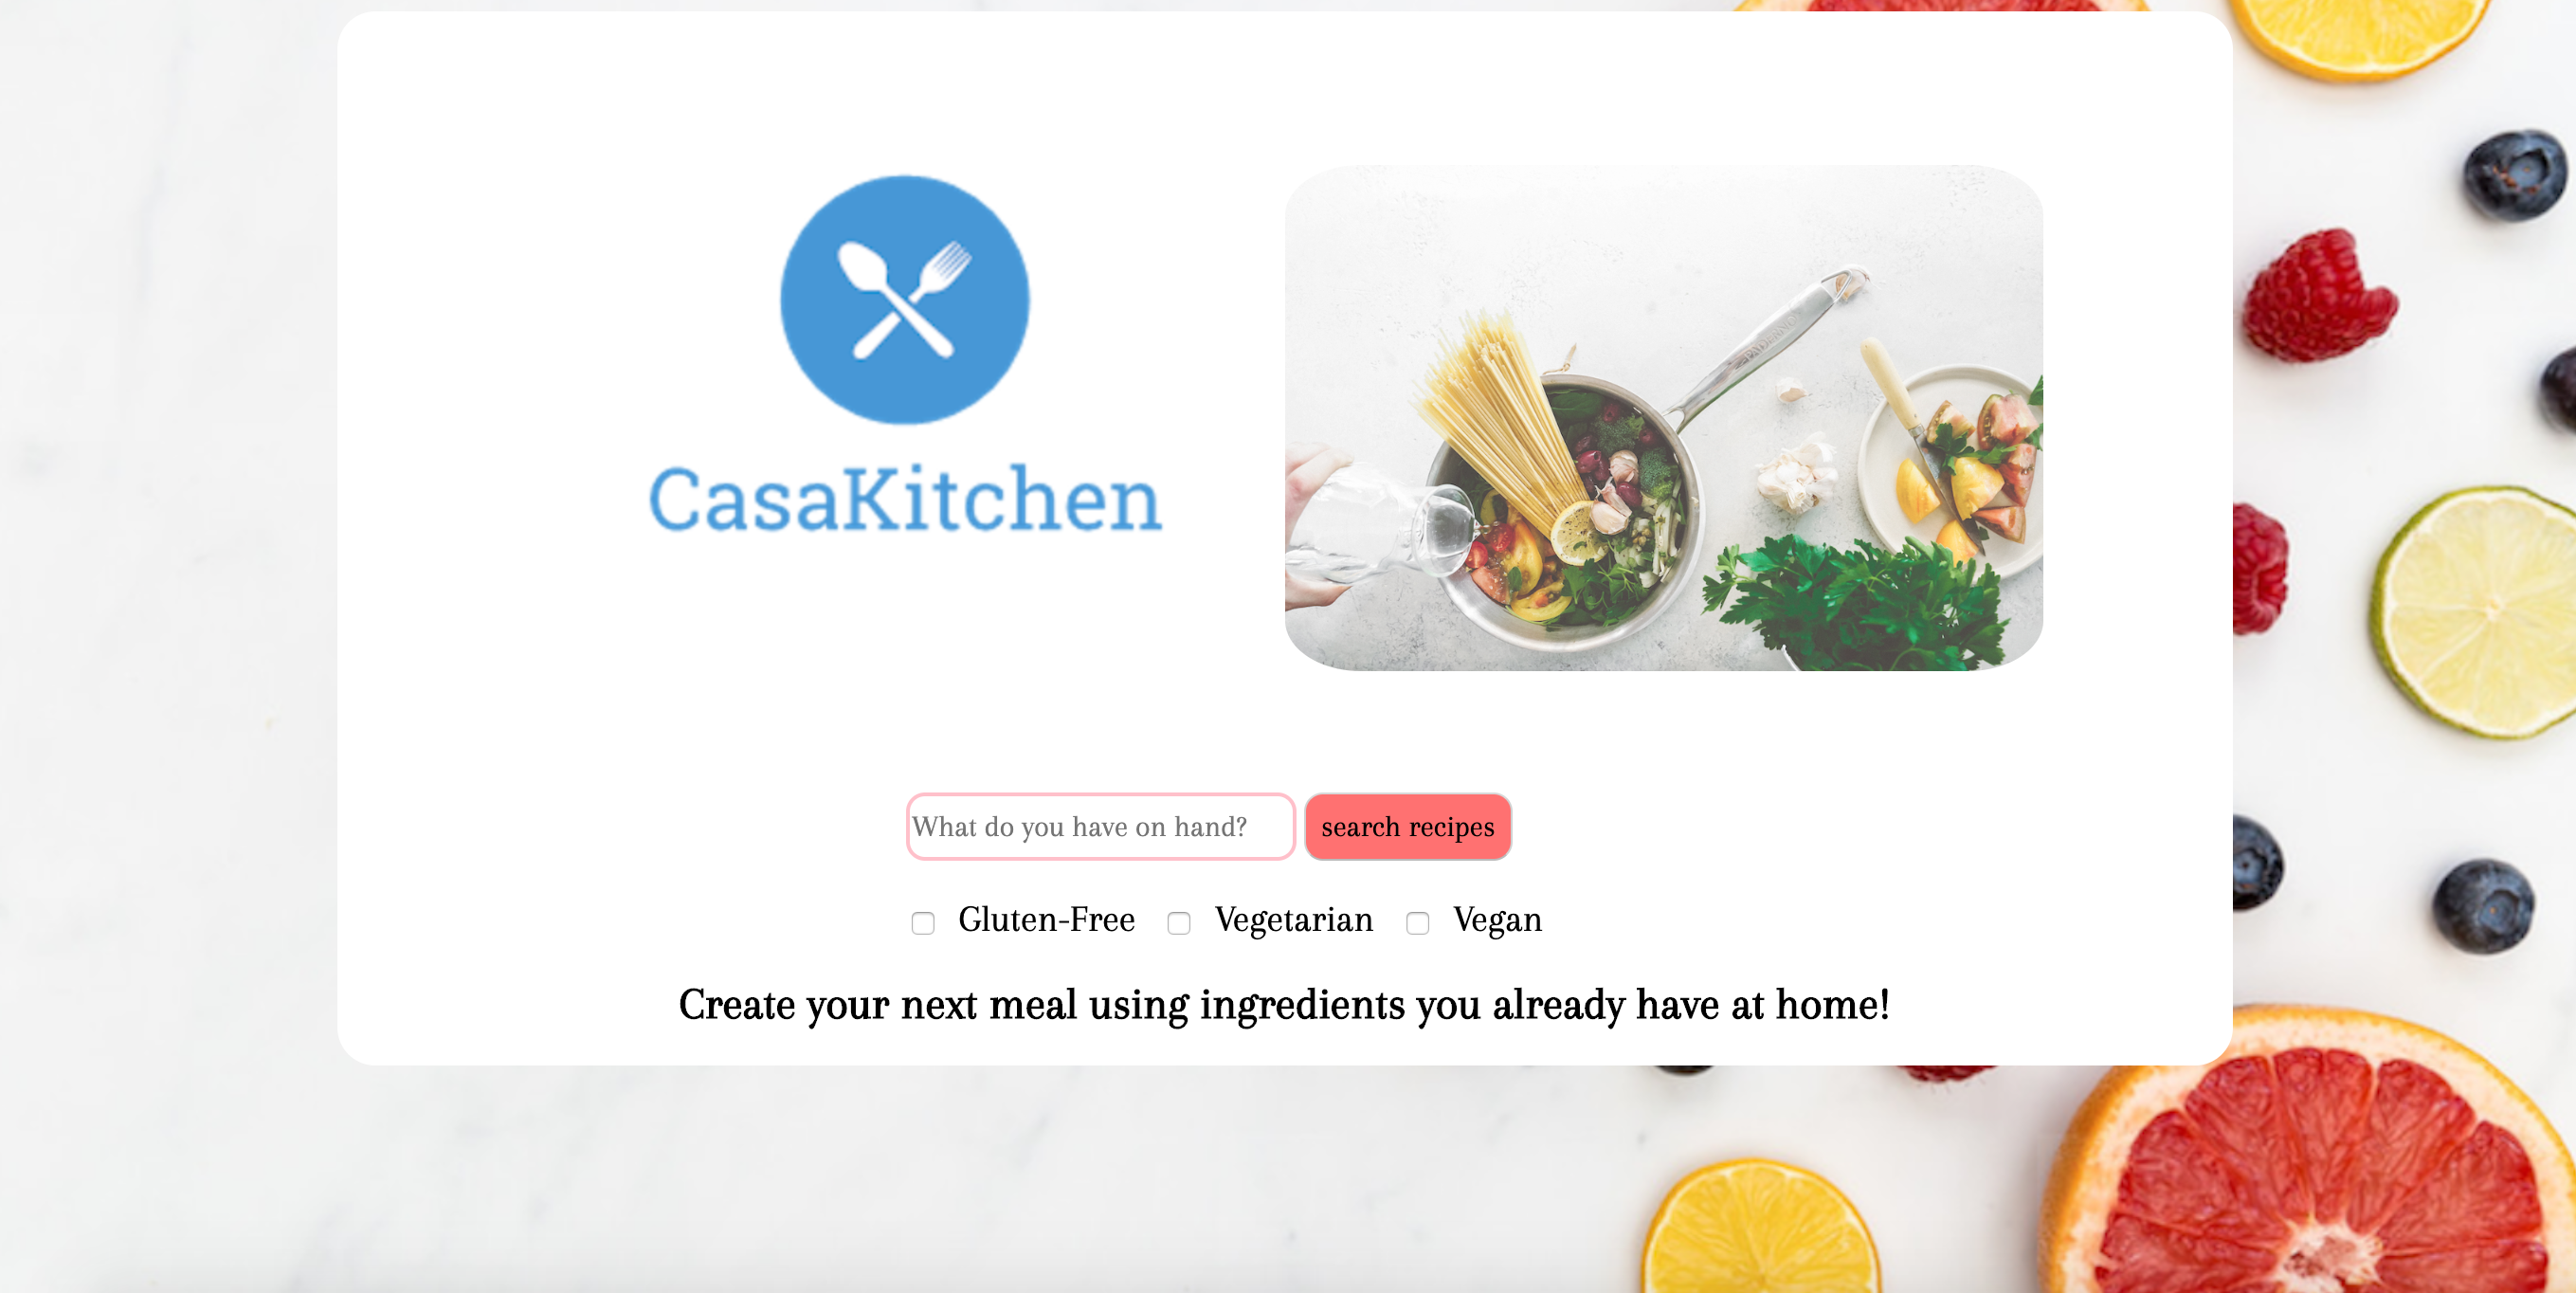 CasaKitchen
What do you have on hand?
search recipes
Gluten-Free
Vegetarian
Vegan
Create your next meal using ingredients you already have at home!